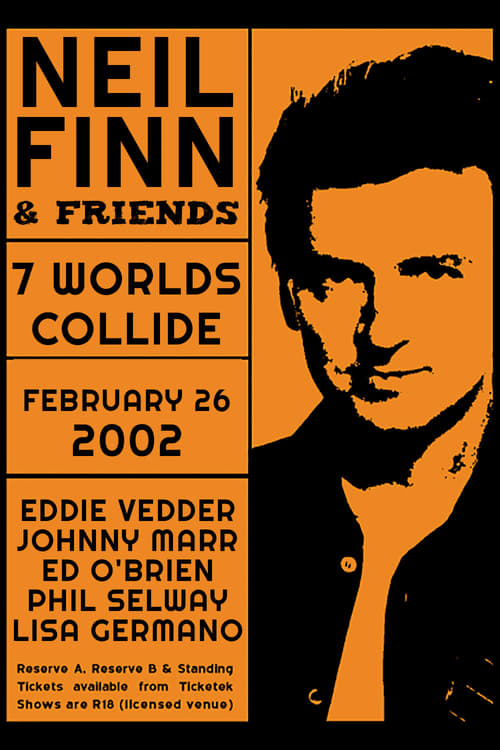 NEIL
FINN
& FRIENDS
7 WORLDS
COLLIDE
FEBRUARY 26
2002
EDDIE VEDDER
JOHNNY MARR
ED O'BRIEN
PHIL SELWAY
LISA GERMANO
Reserve A, Reserve B & Standing
Tickets available from Ticketek
Shows are R18 (licensed venue)